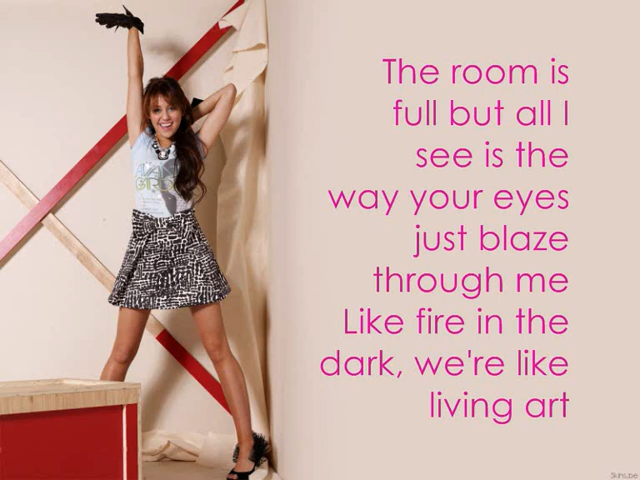 The room is
full but all I
see is the
way your eyes
just blaze
through me
Like fire in the
dark, we're like
living art
GIRL